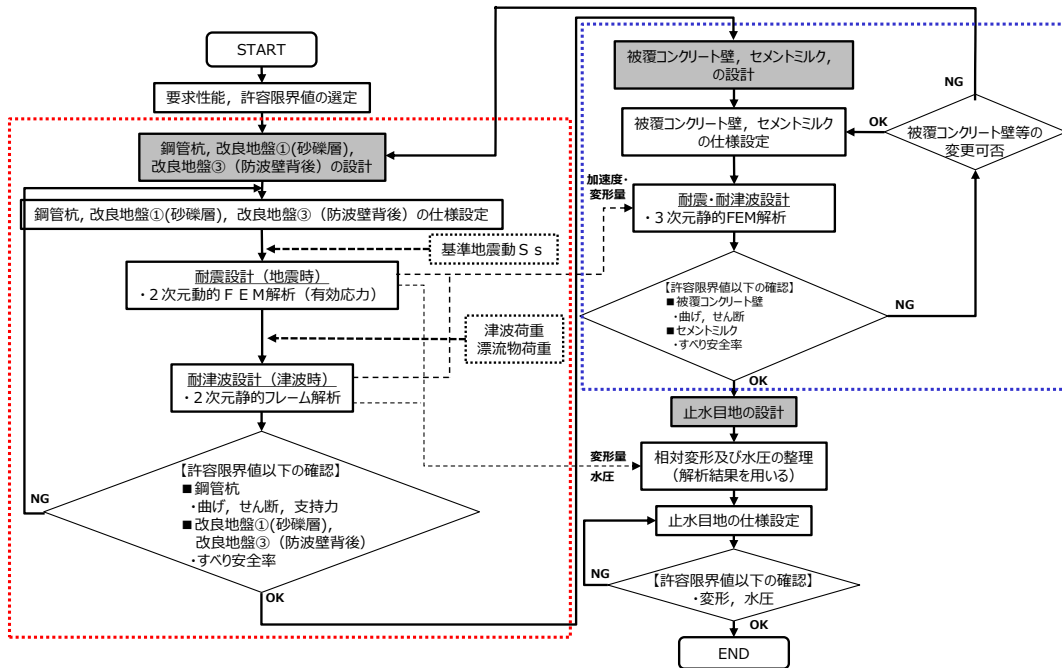 START
要求性能，許容限界値の選定
鋼管杭, 改良地盤①(砂礫層),
改良地盤③（防波壁背後）の設計
鋼管杭, 改良地盤①(砂礫層)，改良地盤③（防波壁背後）の仕様設定
基準地震動Ｓｓ
耐震設計（地震時）
・２次元動的ＦＥＭ解析（有効応力）
津波荷重
漂流物荷重
耐津波設計（津波時）
・２次元静的フレーム解析
【許容限界値以下の確認】
■鋼管杭
・曲げ，せん断，支持力
■改良地盤①(砂礫層),
改良地盤③（防波壁背後）
・すべり安全率
NG
OK
被覆コンクリート壁，セメントミルク，
の設計
被覆コンクリート壁，セメントミルク
の仕様設定
OK
NG
被覆コンクリート壁等の
変更可否
加速度・
変形量
耐震・耐津波設計
・３次元静的FEM解析
【許容限界値以下の確認】
■被覆コンクリート壁
・曲げ，せん断
■セメントミルク
・すべり安全率
NG
OK
止水目地の設計
変形量
水圧
相対変形及び水圧の整理
（解析結果を用いる）
止水目地の仕様設定
NG
【許容限界値以下の確認】
・変形，水圧
OK
END